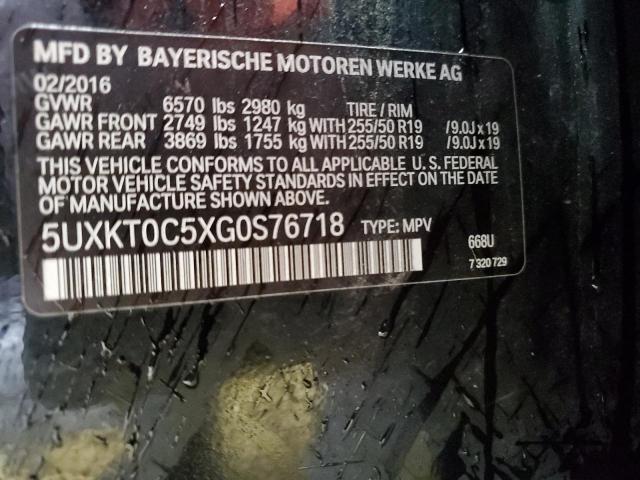 MFD BY BAYERISCHE MOTOREN WERKE AG
02/2016
GVWR 6570 lbs 2980 kg TIRE / RIM
GAWR FRONT 2749 lbs 1247 kg WITH 255/50 R19 /9.0J x 19
GAWR REAR 3869 lbs 1755 kg WITH 255/50 R19 /9.0J x 19
THIS VEHICLE CONFORMS TO ALL APPLICABLE U.S. FEDERAL
MOTOR VEHICLE SAFETY STANDARDS IN EFFECT ON THE DATE
OF MANUFACTURE SHOWN ABOVE.
5UXKT0C5XG0S76718 TYPE: MPV
668U
7 320 729